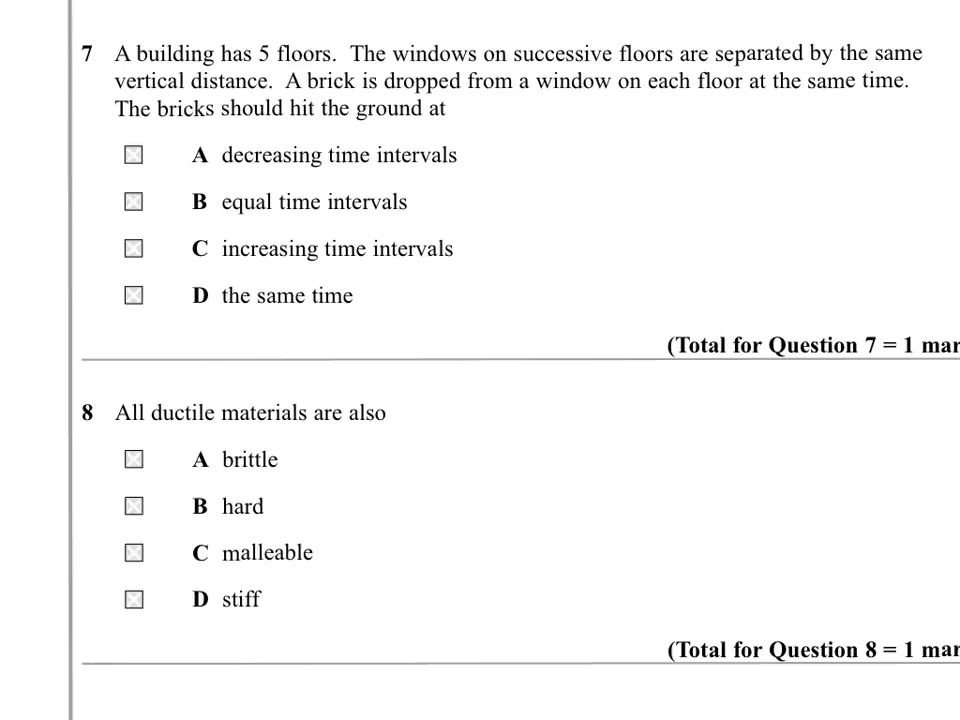 7 A building has 5 floors. The windows on successive floors are separated by the same
vertical distance. A brick is dropped from a window on each floor at the same time.
The bricks should hit the ground at
A decreasing time intervals
B equal time intervals
C increasing time intervals
D the same time
(Total for Question 7 = 1 mar
8 All ductile materials are also
A brittle
B hard
C malleable
D stiff
(Total for Question 8 = 1 mar